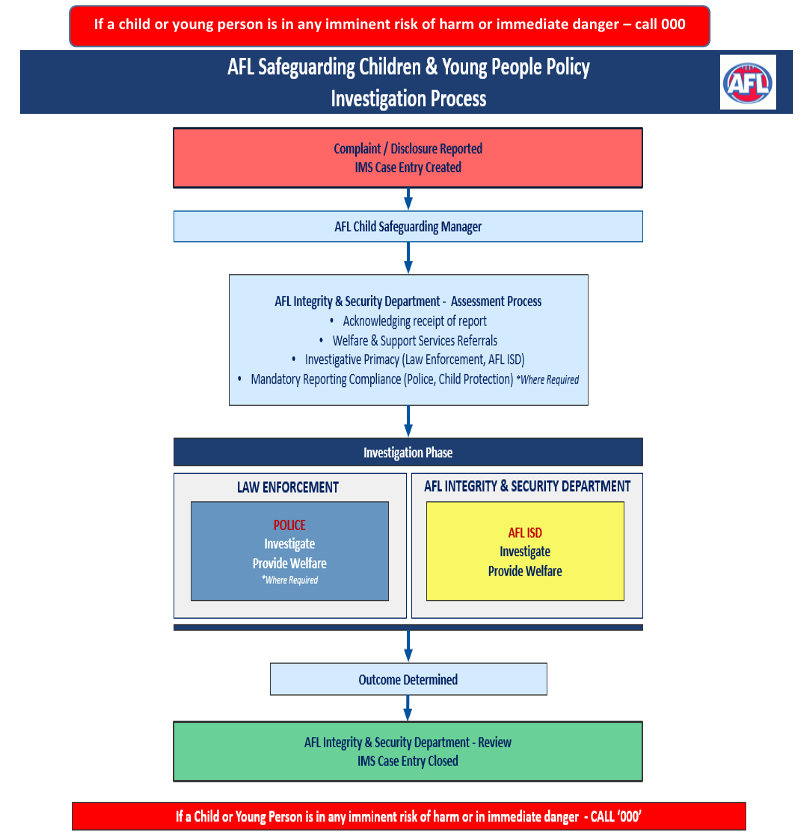 If a child or young person is in any imminent risk of harm or immediate danger – call 000
AFL Safeguarding Children & Young People Policy
Investigation Process
AFL
Complaint / Disclosure Reported
IMS Case Entry Created
AFL Child Safeguarding Manager
AFL Integrity & Security Department - Assessment Process
• Acknowledging receipt of report
• Welfare & Support Services Referrals
• Investigative Primacy (Law Enforcement, AFL ISD)
• Mandatory Reporting Compliance (Police, Child Protection) *Where Required
Investigation Phase
LAW ENFORCEMENT
POLICE
Investigate
Provide Welfare
*Where Required
AFL INTEGRITY & SECURITY DEPARTMENT
AFL ISD
Investigate
Provide Welfare
Outcome Determined
AFL Integrity & Security Department - Review
IMS Case Entry Closed
If a Child or Young Person is in any imminent risk of harm or in immediate danger - CALL ‘000’